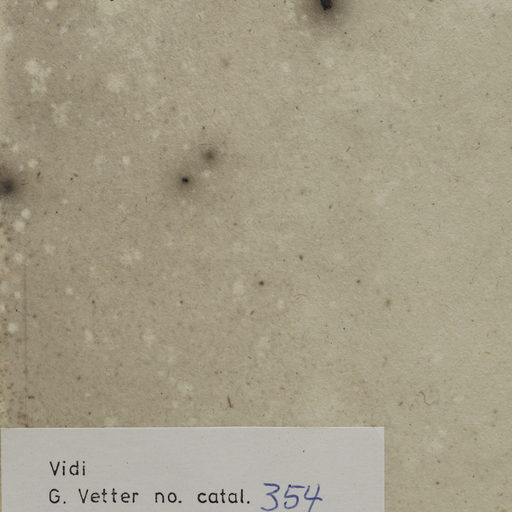 Vidi
G. Vetter no. catal. 354